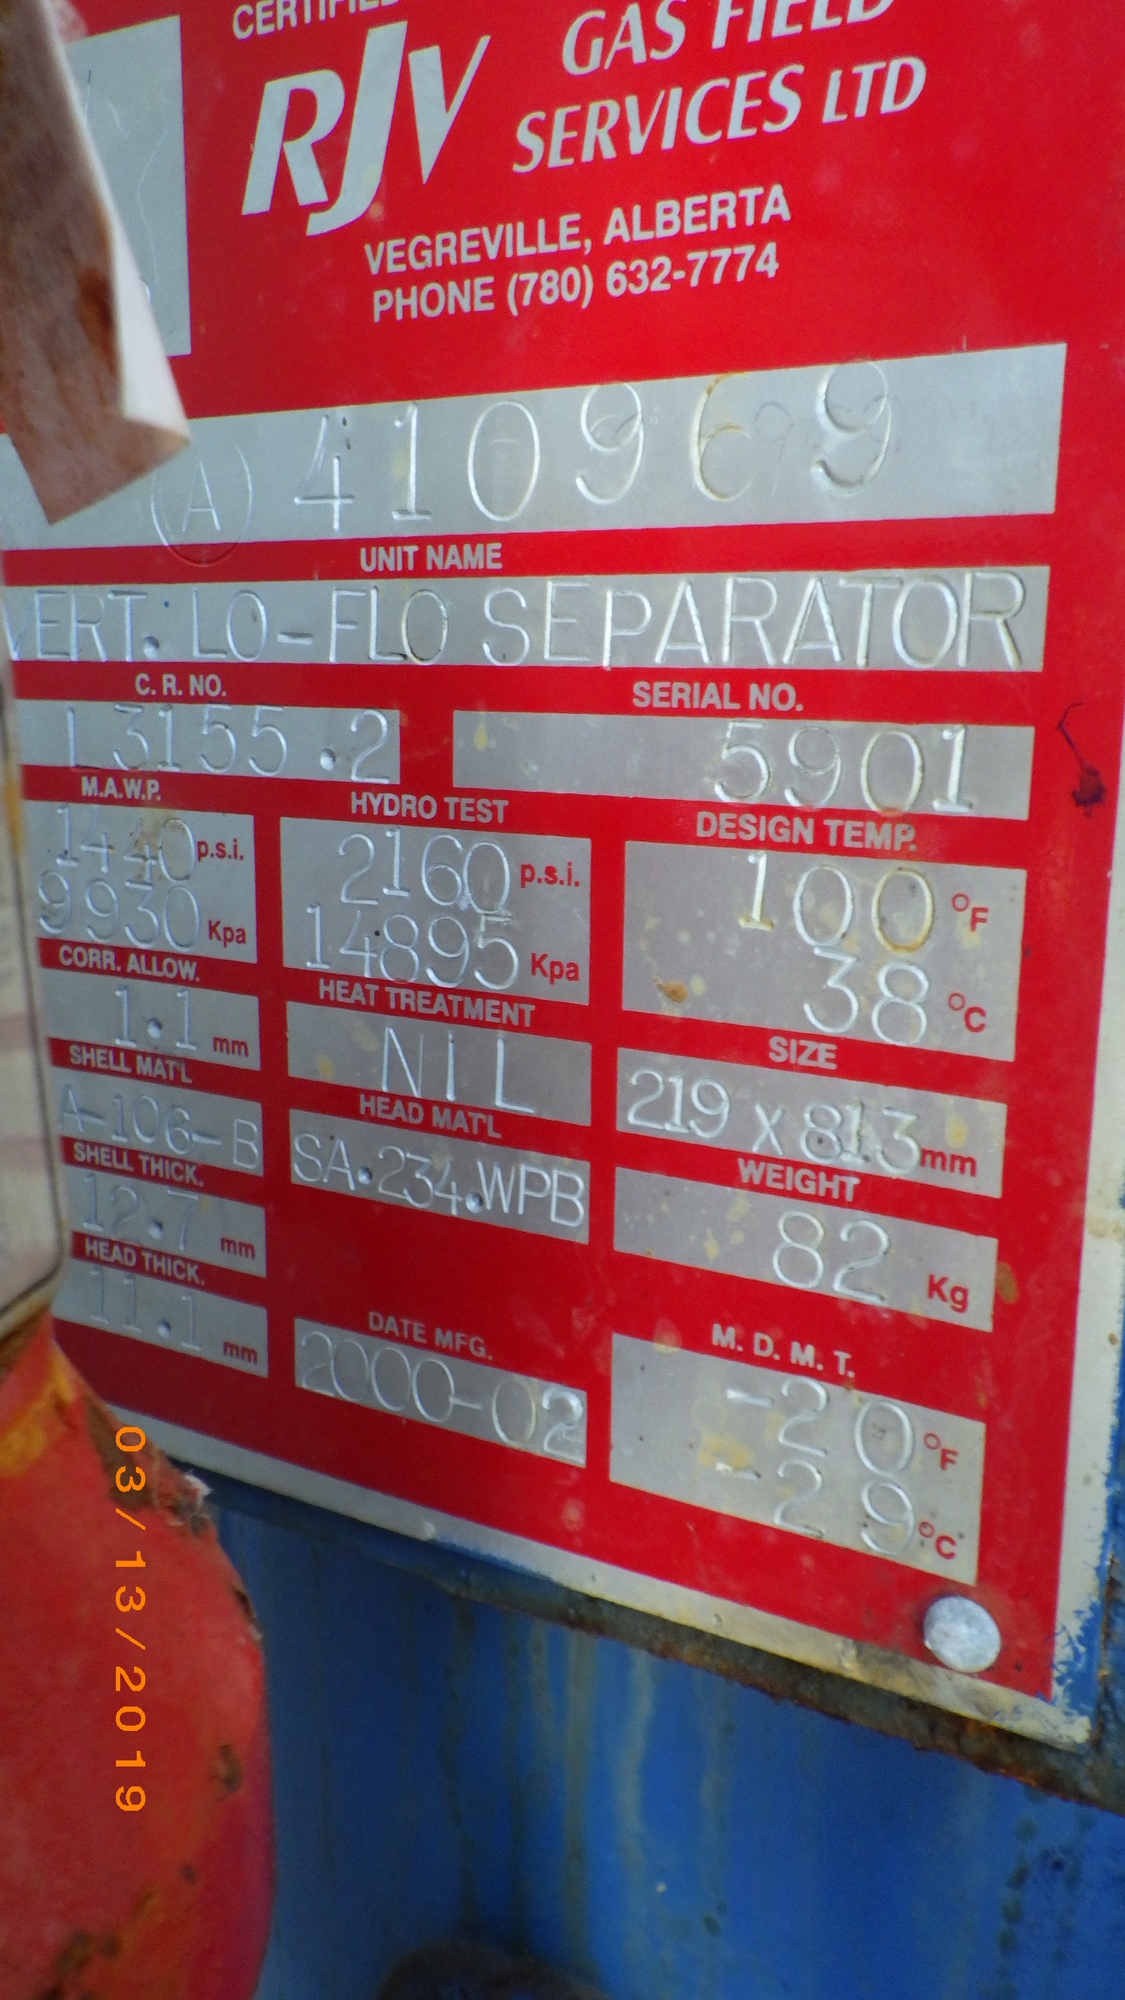 CERTIFIED
RJV GAS FIELD
SERVICES LTD
VEGREVILLE, ALBERTA
PHONE (780) 632-7774
(A) 410969
UNIT NAME
VERT. LO-FLO SEPARATOR
C. R. NO. SERIAL NO.
L3155.2 5901
M.A.W.P. HYDRO TEST DESIGN TEMP.
1440 p.s.i. 2160 p.s.i. 100 °F
9930 Kpa 14895 Kpa 38 °C
CORR. ALLOW. HEAT TREATMENT SIZE
1.1 mm NIL 219 x 813 mm
SHELL MAT'L HEAD MAT'L WEIGHT
A-106-B SA.234.WPB 82 Kg
SHELL THICK.
12.7 mm
HEAD THICK. DATE MFG. M. D. M. T.
11.1 mm 2000-02 -20 °F
-29 °C
03/13/2019